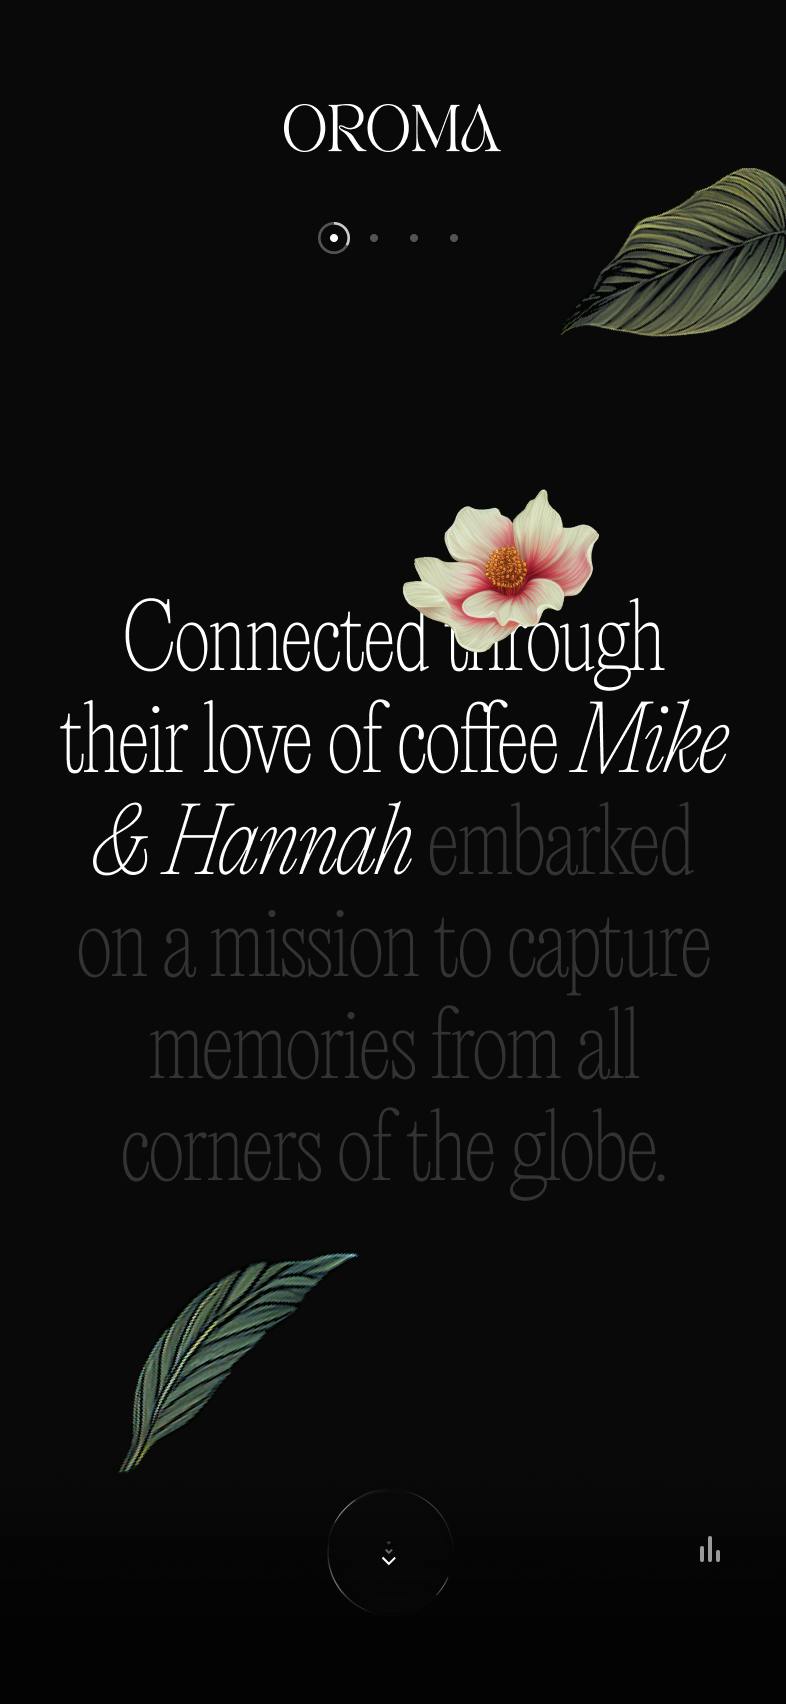 OROMA
Connected through
their love of coffee Mike
& Hannah embarked
on a mission to capture
memories from all
corners of the globe.